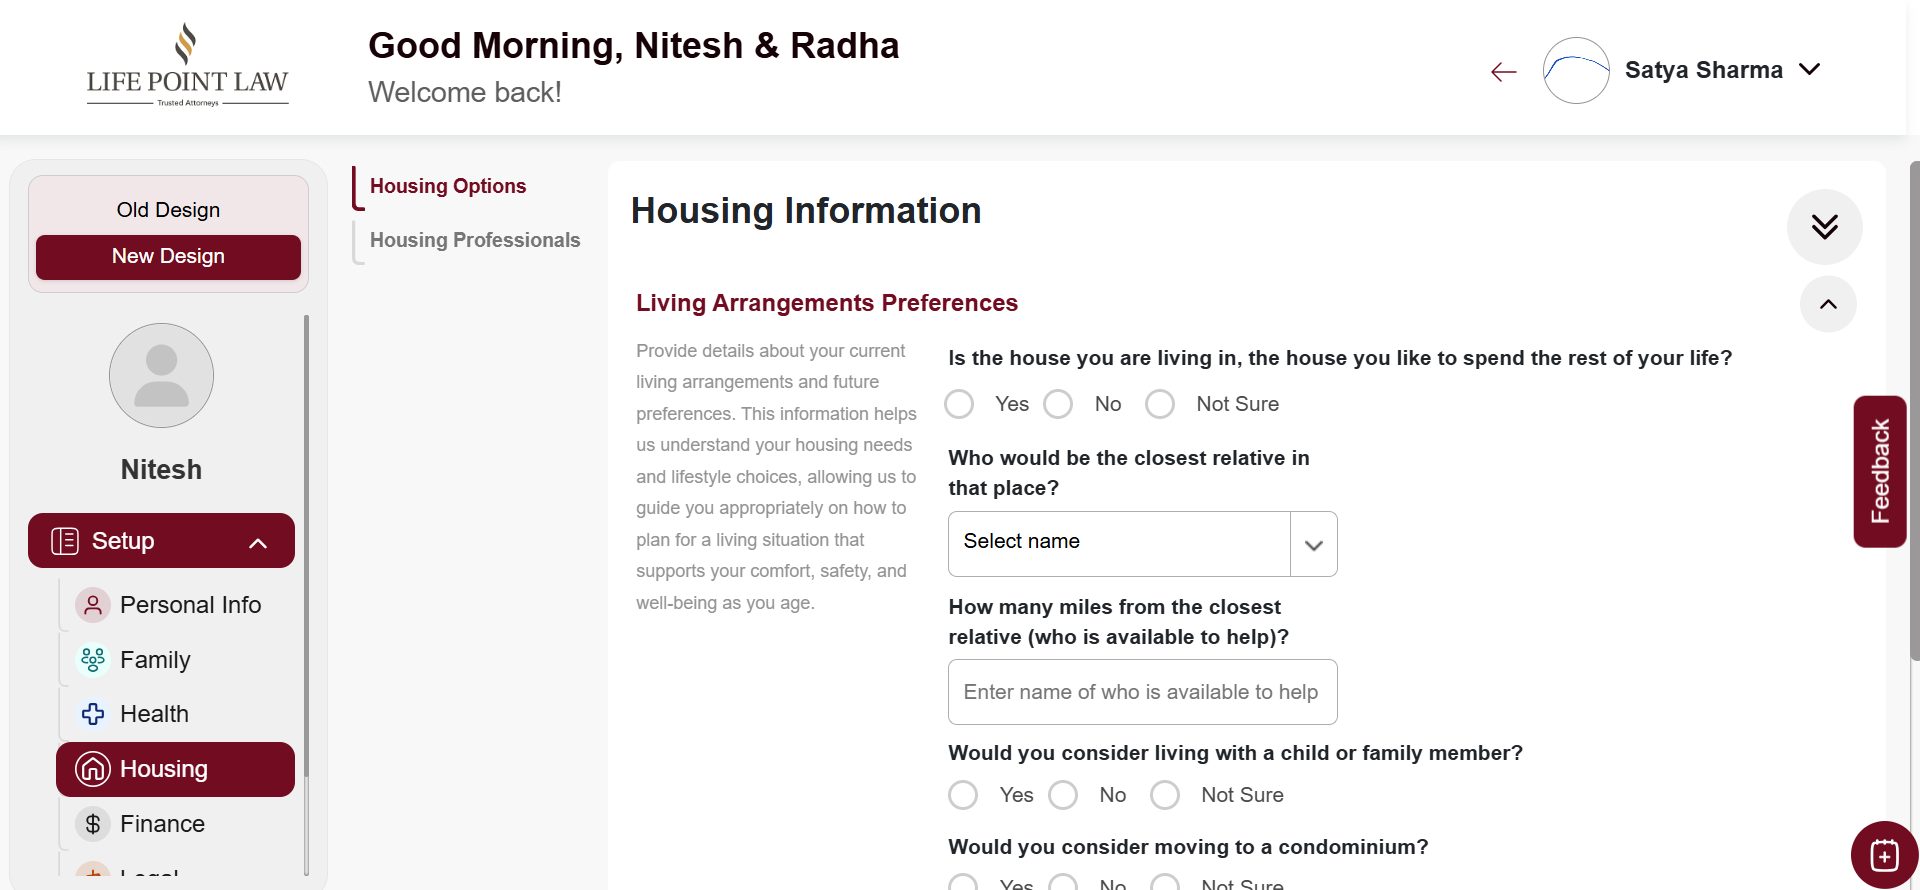 LIFE POINT LAW
Trusted Attorneys
Good Morning, Nitesh & Radha
Welcome back!
Satya Sharma
Old Design
New Design
Nitesh
Setup
Personal Info
Family
Health
Housing
$ Finance
Legal
Housing Options
Housing Professionals
Housing Information
Living Arrangements Preferences
Provide details about your current
living arrangements and future
preferences. This information helps
us understand your housing needs
and lifestyle choices, allowing us to
guide you appropriately on how to
plan for a living situation that
supports your comfort, safety, and
well-being as you age.
Is the house you are living in, the house you like to spend the rest of your life?
Yes No Not Sure
Who would be the closest relative in
that place?
Select name
How many miles from the closest
relative (who is available to help)?
Enter name of who is available to help
Would you consider living with a child or family member?
Yes No Not Sure
Would you consider moving to a condominium?
Yes No Not Sure
Feedback